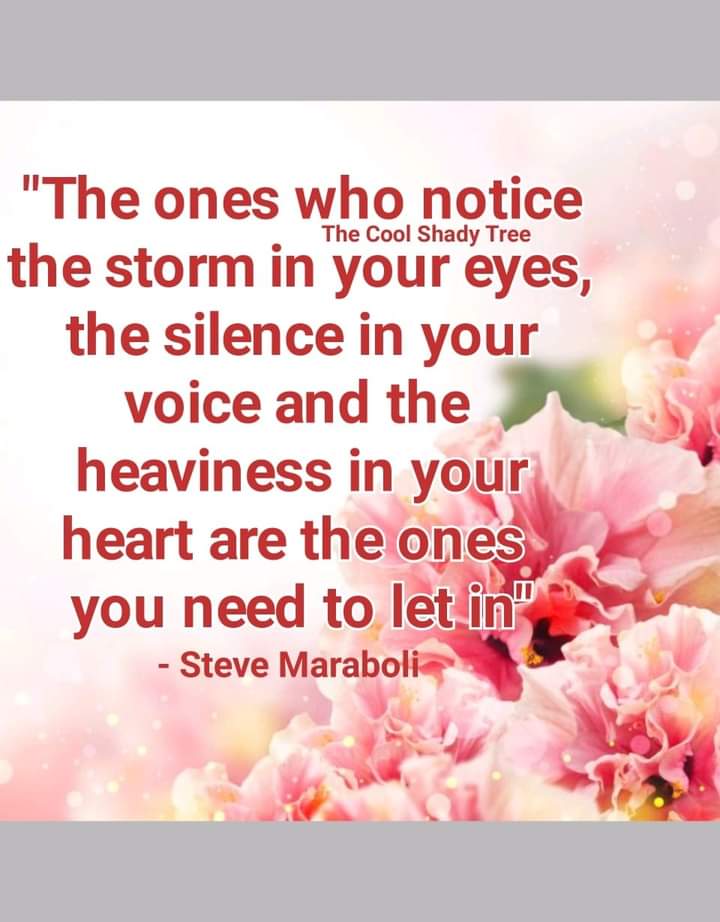 "The ones who notice
The Cool Shady Tree
the storm in your eyes,
the silence in your
voice and the
heaviness in your
heart are the ones
you need to let in"
- Steve Maraboli